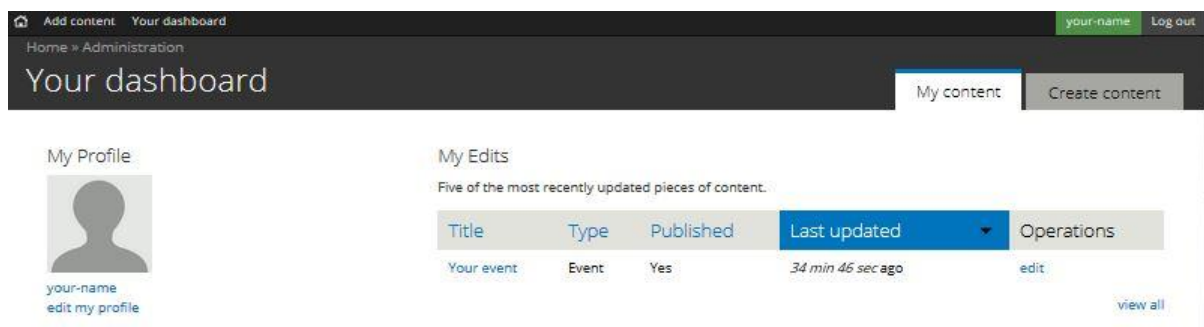 Add content Your dashboard your-name Log out
Home » Administration
Your dashboard
My content Create content
My Profile
your-name
edit my profile
My Edits
Five of the most recently updated pieces of content.
Title Type Published Last updated Operations
Your event Event Yes 34 min 46 sec ago edit
view all